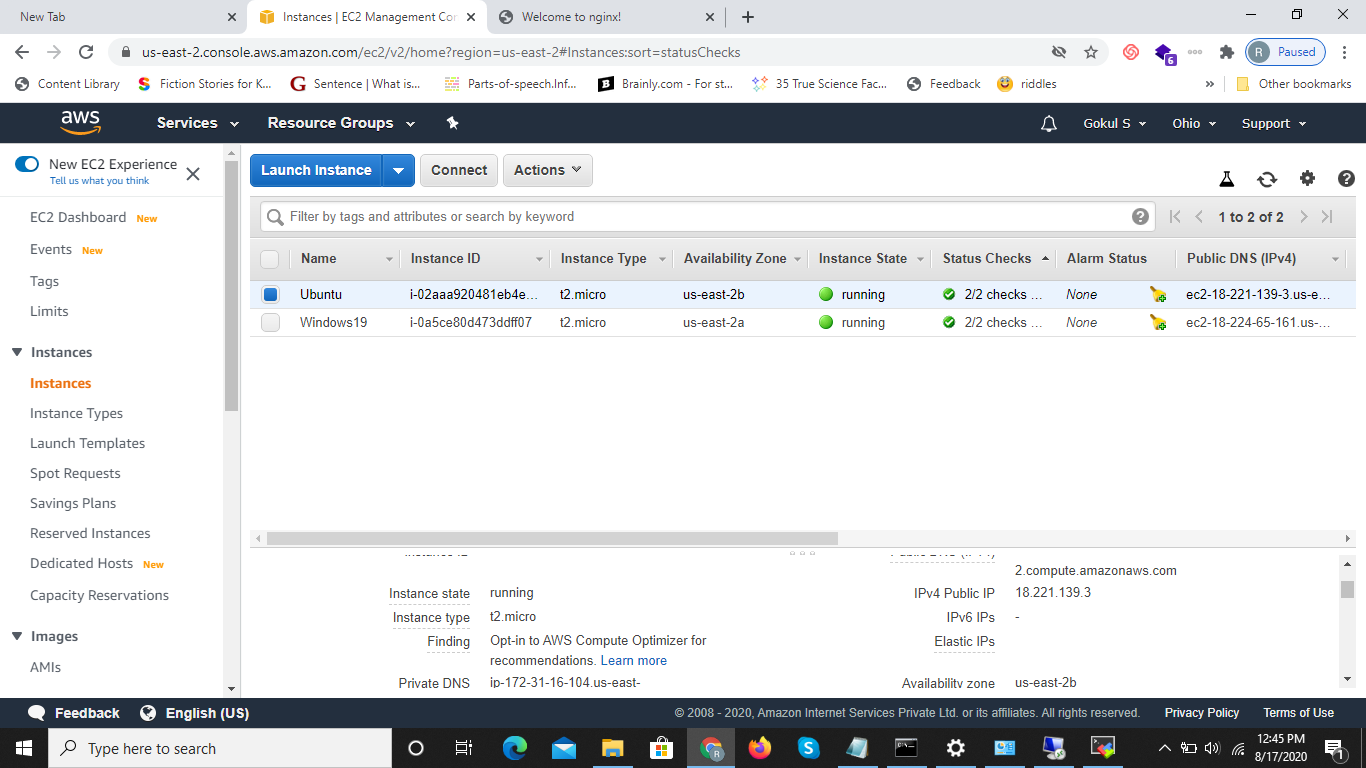 New Tab
Instances | EC2 Management Con
Welcome to nginx!
us-east-2.console.aws.amazon.com/ec2/v2/home?region=us-east-2#Instances:sort=statusChecks
6
R Paused
Content Library
Fiction Stories for K...
G Sentence | What is...
Parts-of-speech.Inf...
B Brainly.com - For st...
35 True Science Fac...
Feedback
riddles
»
Other bookmarks
aws
Services
Resource Groups
Gokul S
Ohio
Support
New EC2 Experience
Tell us what you think
EC2 Dashboard New
Events New
Tags
Limits
Instances
Instances
Instance Types
Launch Templates
Spot Requests
Savings Plans
Reserved Instances
Dedicated Hosts New
Capacity Reservations
Images
AMIs
Launch Instance
Connect
Actions
Filter by tags and attributes or search by keyword
1 to 2 of 2
Name Instance ID Instance Type Availability Zone Instance State Status Checks Alarm Status Public DNS (IPv4)
Ubuntu i-02aaa920481eb4e... t2.micro us-east-2b running 2/2 checks ... None ec2-18-221-139-3.us-e...
Windows19 i-0a5ce80d473ddff07 t2.micro us-east-2a running 2/2 checks ... None ec2-18-224-65-161.us-...
2.compute.amazonaws.com
Instance state running
IPv4 Public IP 18.221.139.3
Instance type t2.micro
IPv6 IPs -
Finding Opt-in to AWS Compute Optimizer for
recommendations. Learn more
Elastic IPs
Private DNS ip-172-31-16-104.us-east-
Availability zone us-east-2b
Feedback
English (US)
© 2008 - 2020, Amazon Internet Services Private Ltd. or its affiliates. All rights reserved.
Privacy Policy
Terms of Use
Type here to search
12:45 PM
8/17/2020
1